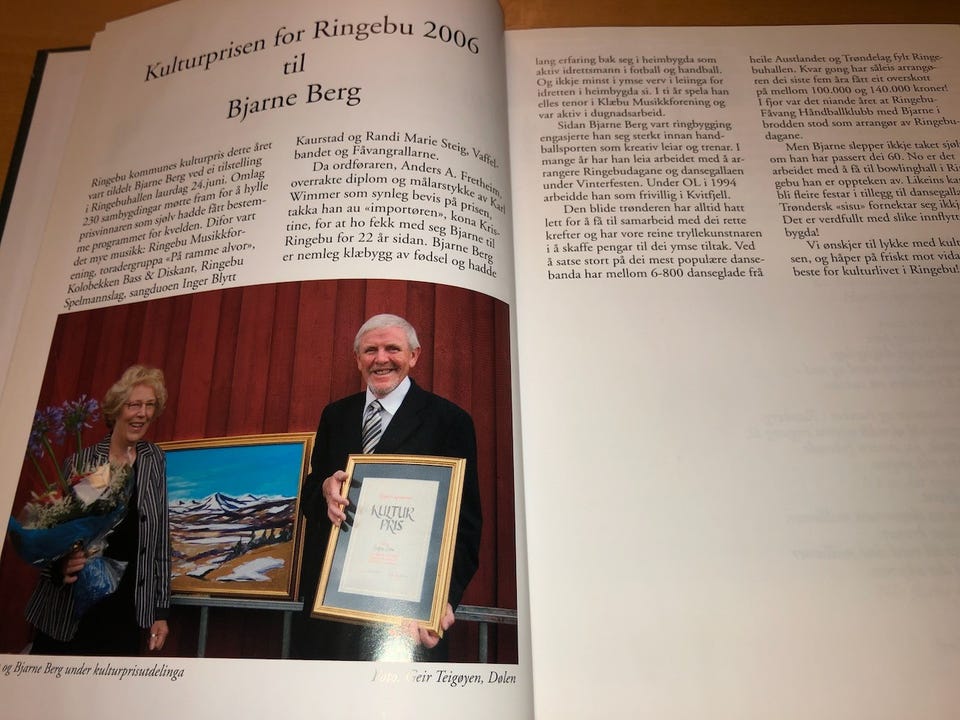 Kulturprisen for Ringebu 2006
til
Bjarne Berg
Ringebu kommunes kulturpris dette året
vart tildelt Bjarne Berg ved ei tilstelling
i Ringebuhallen laurdag 24.juni. Omlag
230 sambygdingar møtte fram for å hylle
prisvinnaren som sjølv hadde fått bestem-
me programmet for kvelden. Difor vart
det mye musikk: Ringebu Musikkfor-
ening, toradergruppa «På ramme alvor»,
Kolobekken Bass & Diskant, Ringebu
Spelmannslag, sangduoen Inger Blytt
Kaurstad og Randi Marie Steig, Vaffel-
bandet og Fåvangrallarne.
Da ordføraren, Anders A. Fretheim,
overrakte diplom og målarstykke av Karl
Wimmer som synleg bevis på prisen,
takka han au «importøren», kona Kris-
tine, for at ho fekk med seg Bjarne til
Ringebu for 22 år sidan. Bjarne Berg
er nemleg klæbygg av fødsel og hadde
KULTUR
PRIS
og Bjarne Berg under kulturprisutdelinga
Foto: Geir Teigøyen, Dølen
lang erfaring bak seg i heimbygda som
aktiv idrettsmann i fotball og handball.
Og ikkje minst i ymse verv i leiinga for
idretten i heimbygda si. I ti år spela han
elles tenor i Klæbu Musikkforening og
var aktiv i dugnadsarbeid.
Sidan Bjarne Berg vart ringbygging
engasjerte han seg sterkt innan hand-
ballsporten som kreativ leiar og trenar. I
mange år har han leia arbeidet med å ar-
rangere Ringebudagane og dansegallaen
under Vinterfesten. Under OL i 1994
arbeidde han som frivillig i Kvitfjell.
Den blide trønderen har alltid hatt
lett for å få til samarbeid med dei rette
krefter og har vore reine tryllekunstnaren
i å skaffe pengar til dei ymse tiltak. Ved
å satse stort på dei mest populære danse-
banda har mellom 6-800 danseglade frå
heile Austlandet og Trøndelag fylt Ringe-
buhallen. Kvar gong har såleis arrangø-
ren dei siste fem åra fått eit overskott
på mellom 100.000 og 140.000 kroner!
I fjor var det niande året at Ringebu-
Fåvang Håndballklubb med Bjarne i
brodden stod som arrangør av Ringebu-
dagane.
Men Bjarne slepper ikkje taket sjøl
om han har passert dei 60. No er det
arbeidet med å få til bowlinghall i Rin
gebu han er oppteken av. Likeins kan
bli fleire festar i tillegg til dansegalla
Trøndersk «sisu» fornektar seg ikkje
Det er verdfullt med slike innflytt
bygda!
Vi ønskjer til lykke med kult
sen, og håper på friskt mot vida
beste for kulturlivet i Ringebu!